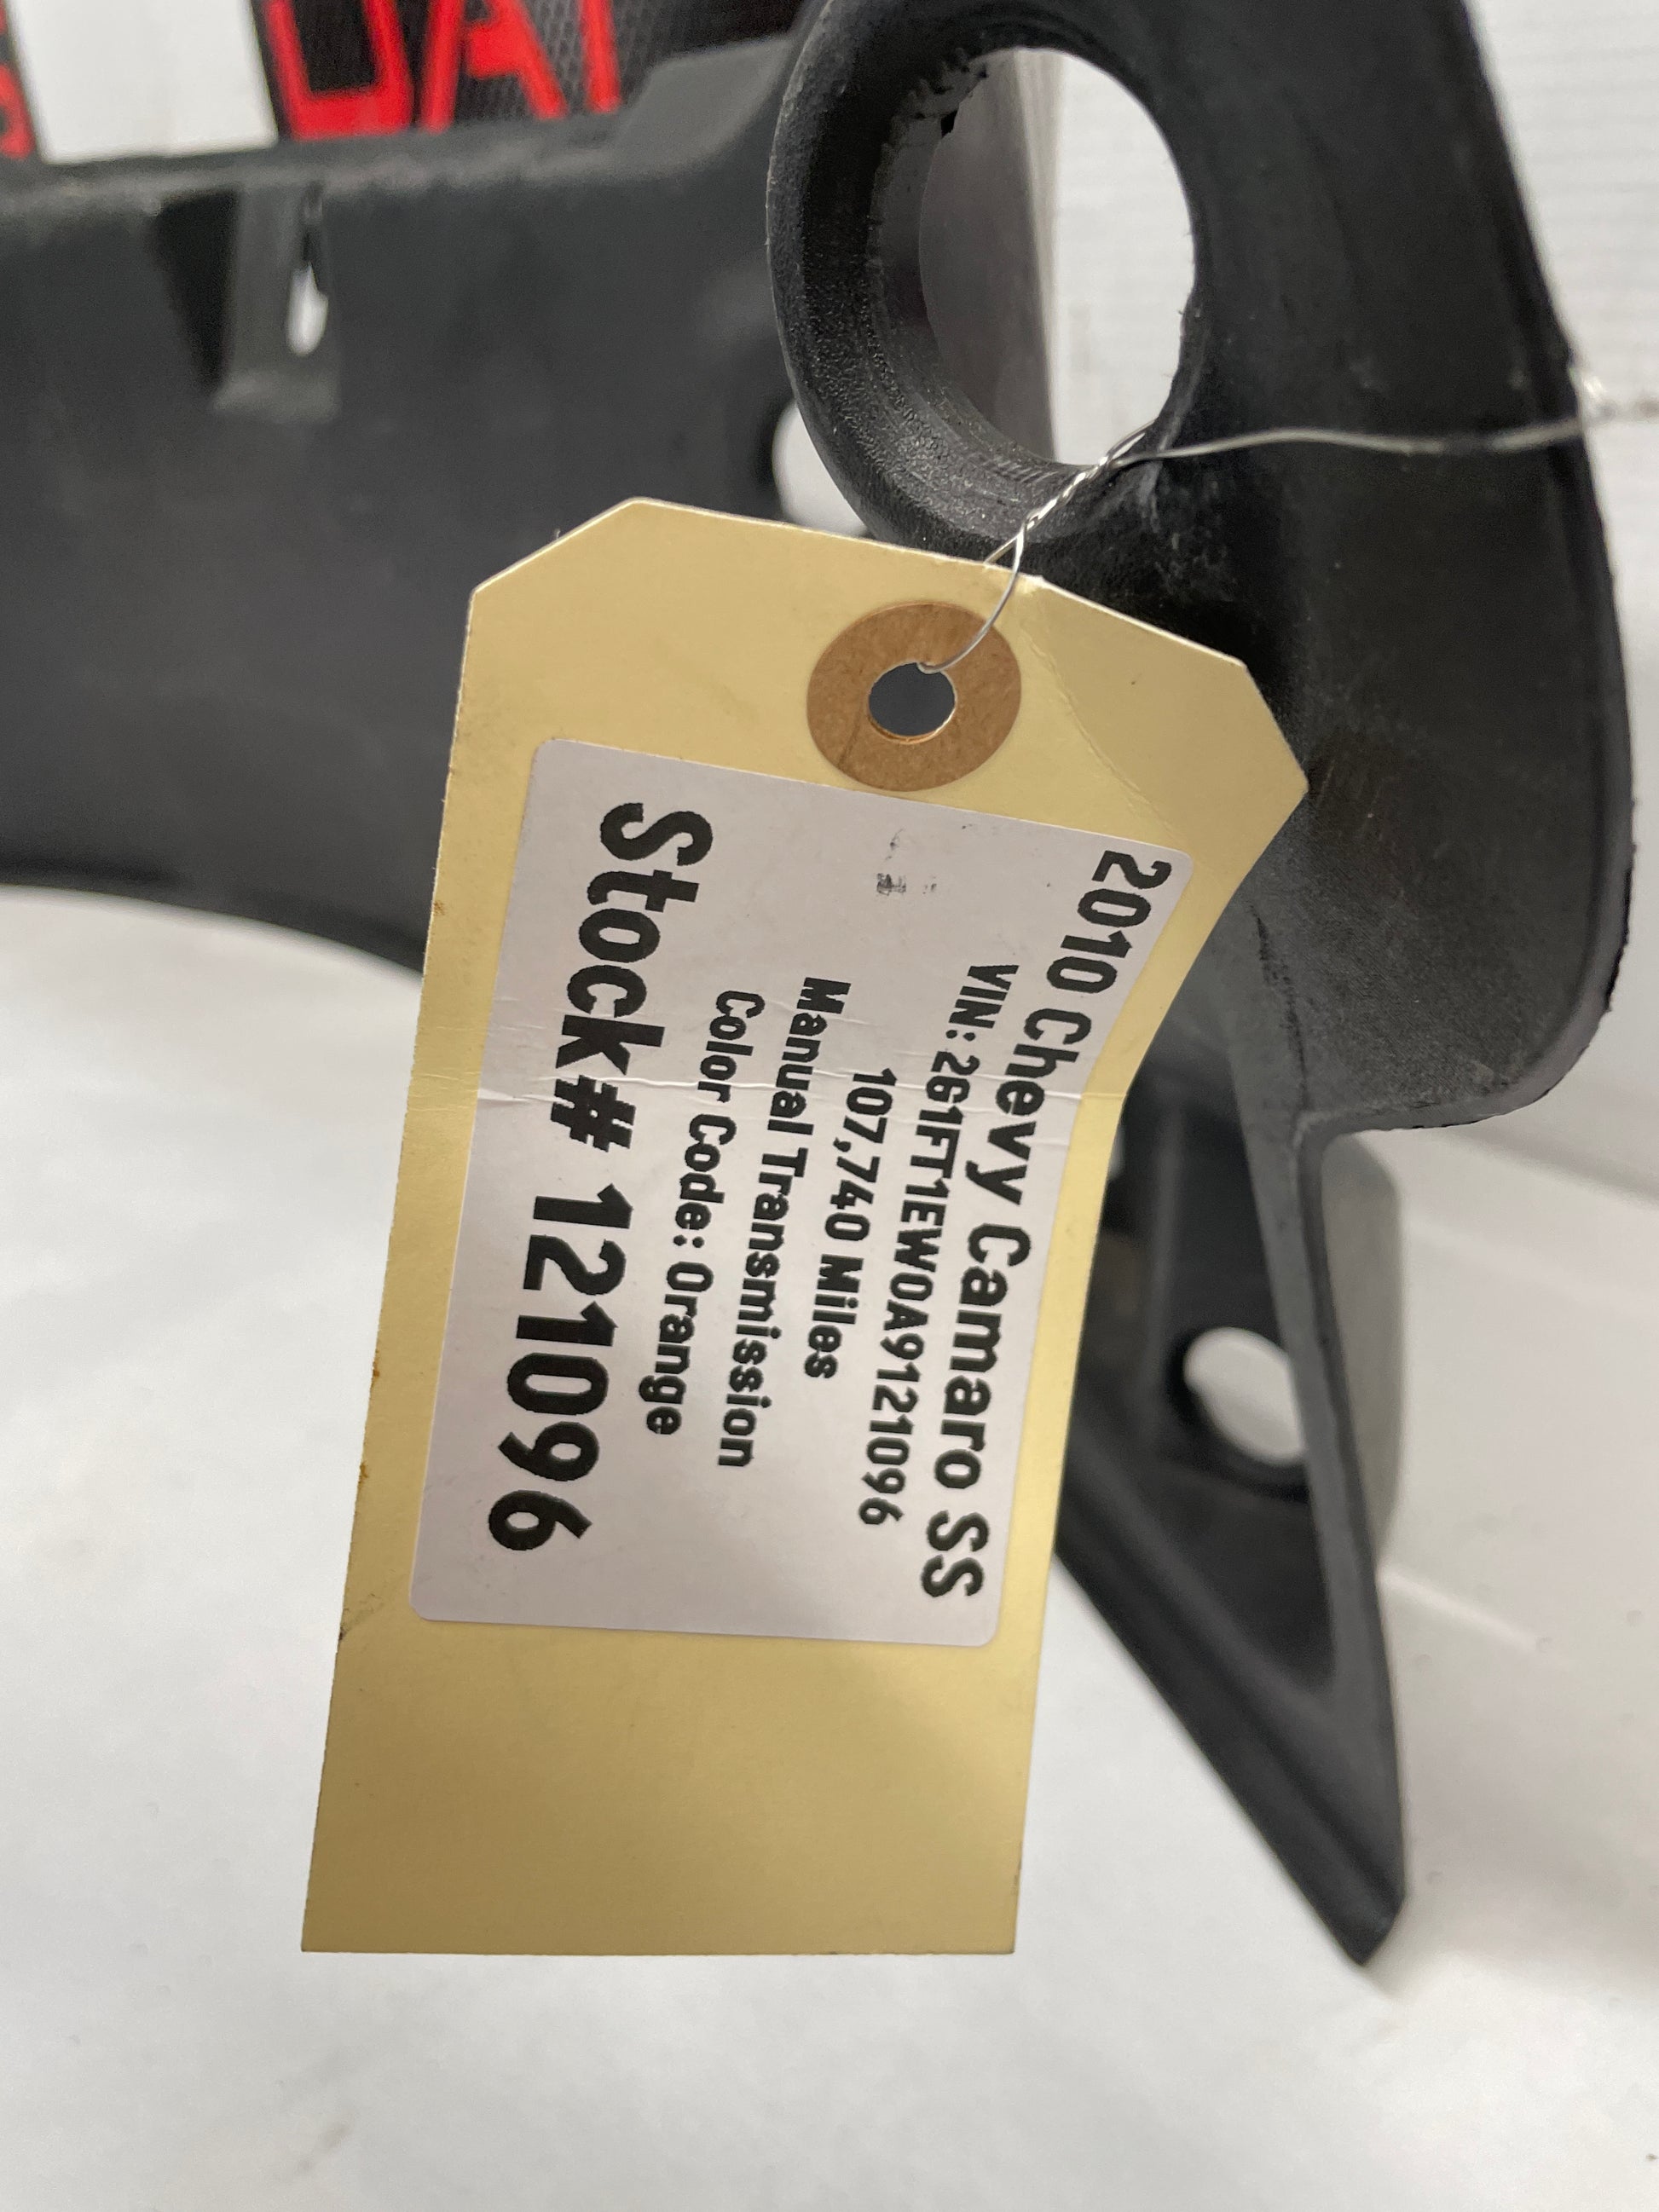 2010 Chevy Camaro SS
VIN: 2G1FT1EW0A9121096
107,740 Miles
Manual Transmission
Color Code: Orange
Stock# 121096